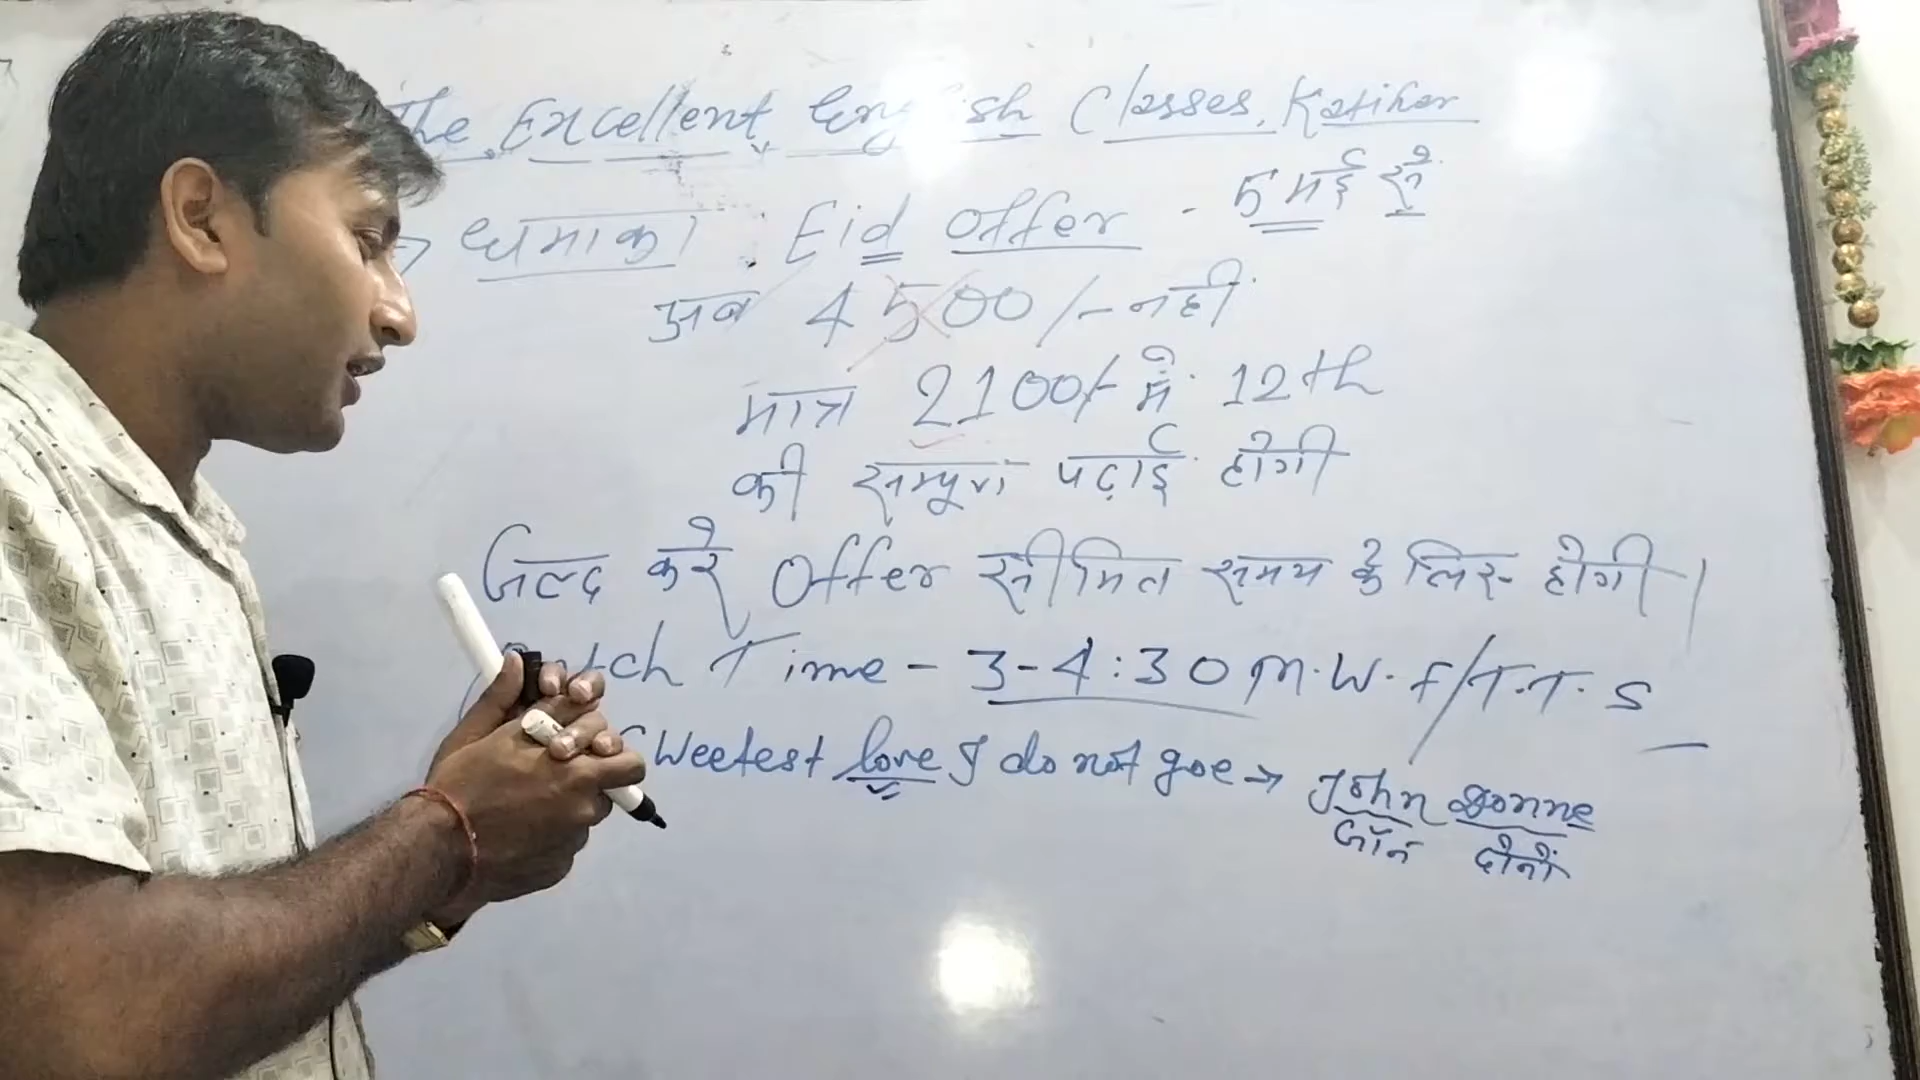 The Excellent English Classes, Katihar
→ धमाका Eid Offer - 5 मई से
अब 4500/- नहीं
मात्र 2100/- में 12th
की सम्पूर्ण पढ़ाई होगी
जल्द करें Offer सीमित समय के लिए होगी।
Batch Time - 3-4:30 M.W.F/T.T.S
Sweetest love I do not goe → John Donne
जॉन दोनों